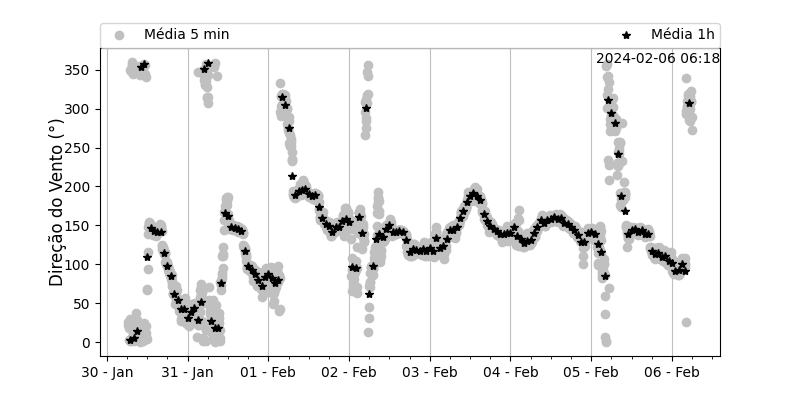 Média 5 min
Média 1h
2024-02-06 06:18
Direção do Vento (°)
350
300
250
200
150
100
50
0
30 - Jan
31 - Jan
01 - Feb
02 - Feb
03 - Feb
04 - Feb
05 - Feb
06 - Feb